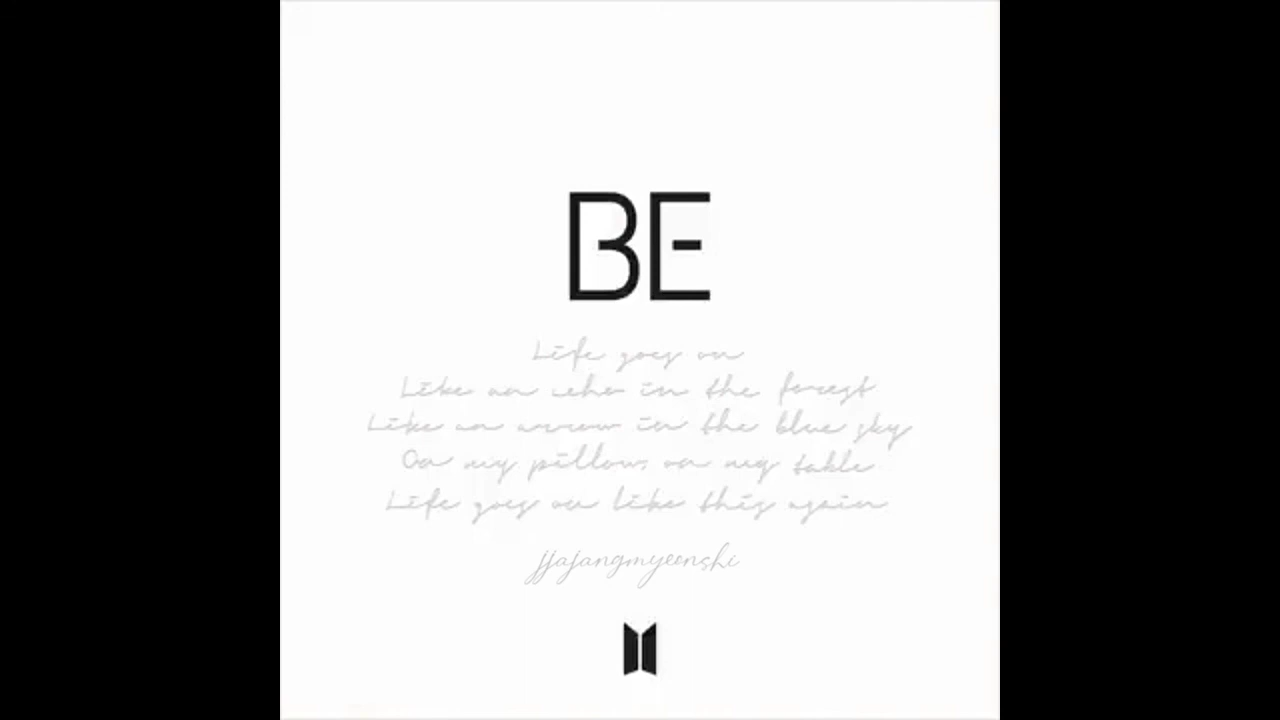 BE
Life goes on
Like an echo in the forest
Like an arrow in the blue sky
On my pillow, on my table
Life goes on like this again
jjajangmyeonshi